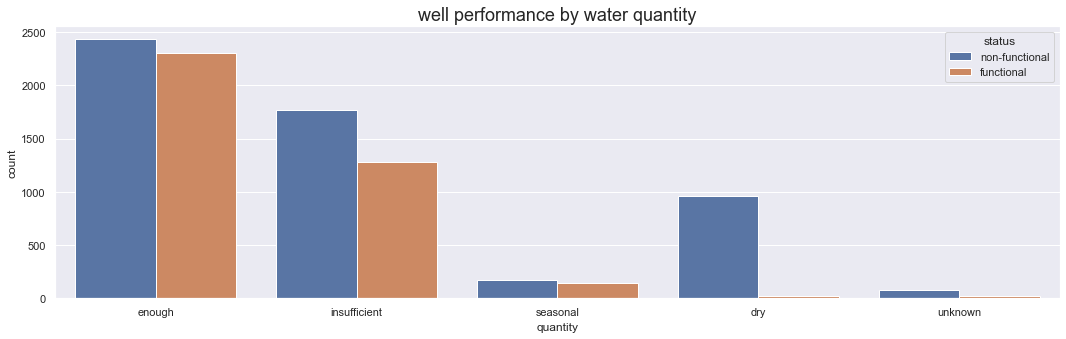 well performance by water quantity
status
non-functional
functional
2500
2000
1500
1000
500
0
count
enough insufficient seasonal dry unknown
quantity